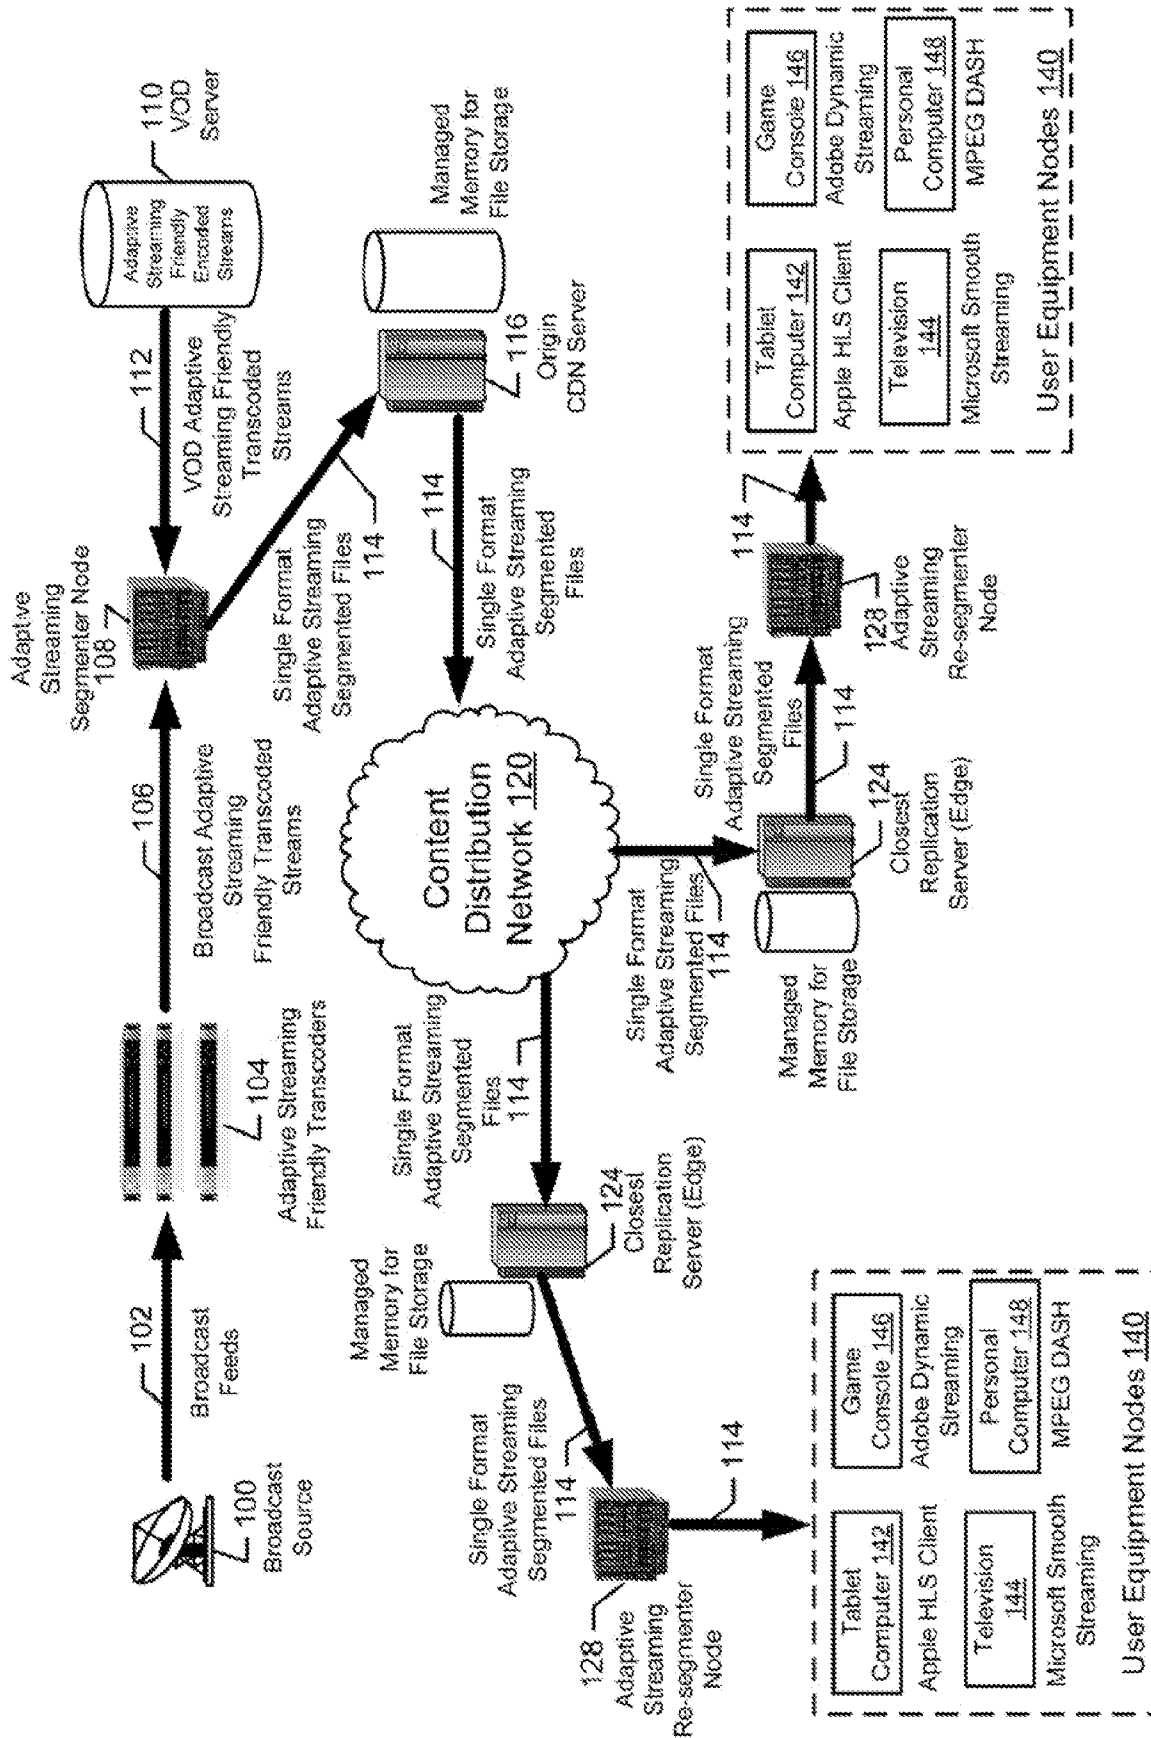 100
Broadcast
Source
102
Broadcast
Feeds
104
Adaptive Streaming
Friendly Transcoders
106
Broadcast Adaptive
Streaming
Friendly Transcoded
Streams
Adaptive
Streaming
Segmenter Node
108
112
VOD Adaptive
Streaming Friendly
Transcoded
Streams
Adaptive
Streaming
Friendly
Encoded
Streams
110
VOD
Server
Single Format
Adaptive Streaming
Segmented Files
114
Managed
Memory for
File Storage
116
Origin
CDN Server
114
Single Format
Adaptive Streaming
Segmented
Files
Content
Distribution
Network 120
Single Format
Adaptive Streaming
Segmented
Files
114
Managed
Memory for
File Storage
124
Closest
Replication
Server (Edge)
Single Format
Adaptive Streaming
Segmented Files
114
128
Adaptive
Streaming
Re-segmenter
Node
114
Tablet
Computer 142
Apple HLS Client
Game
Console 146
Adobe Dynamic
Streaming
Television
144
Microsoft Smooth
Streaming
Personal
Computer 148
MPEG DASH
User Equipment Nodes 140
Single Format
Adaptive Streaming
Segmented Files
114
Managed
Memory for
File Storage
124
Closest
Replication
Server (Edge)
Single Format
Adaptive Streaming
Segmented
Files
114
128
Adaptive
Streaming
Re-segmenter
Node
114
Tablet
Computer 142
Apple HLS Client
Game
Console 146
Adobe Dynamic
Streaming
Television
144
Microsoft Smooth
Streaming
Personal
Computer 148
MPEG DASH
User Equipment Nodes 140